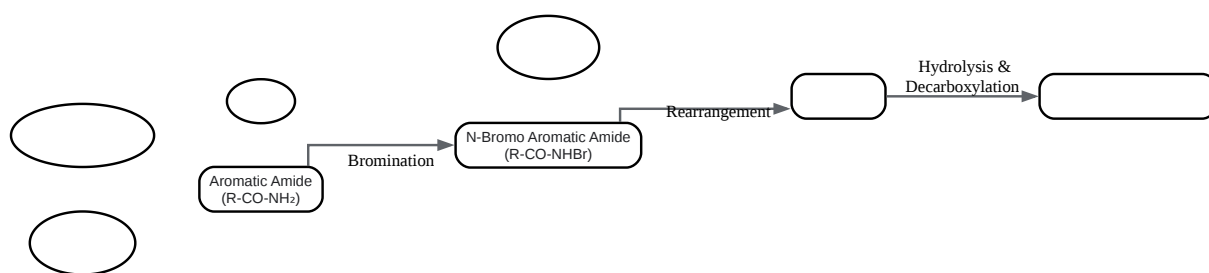 Aromatic Amide
(R-CO-NH₂)
Bromination
N-Bromo Aromatic Amide
(R-CO-NHBr)
Rearrangement
Hydrolysis &
Decarboxylation